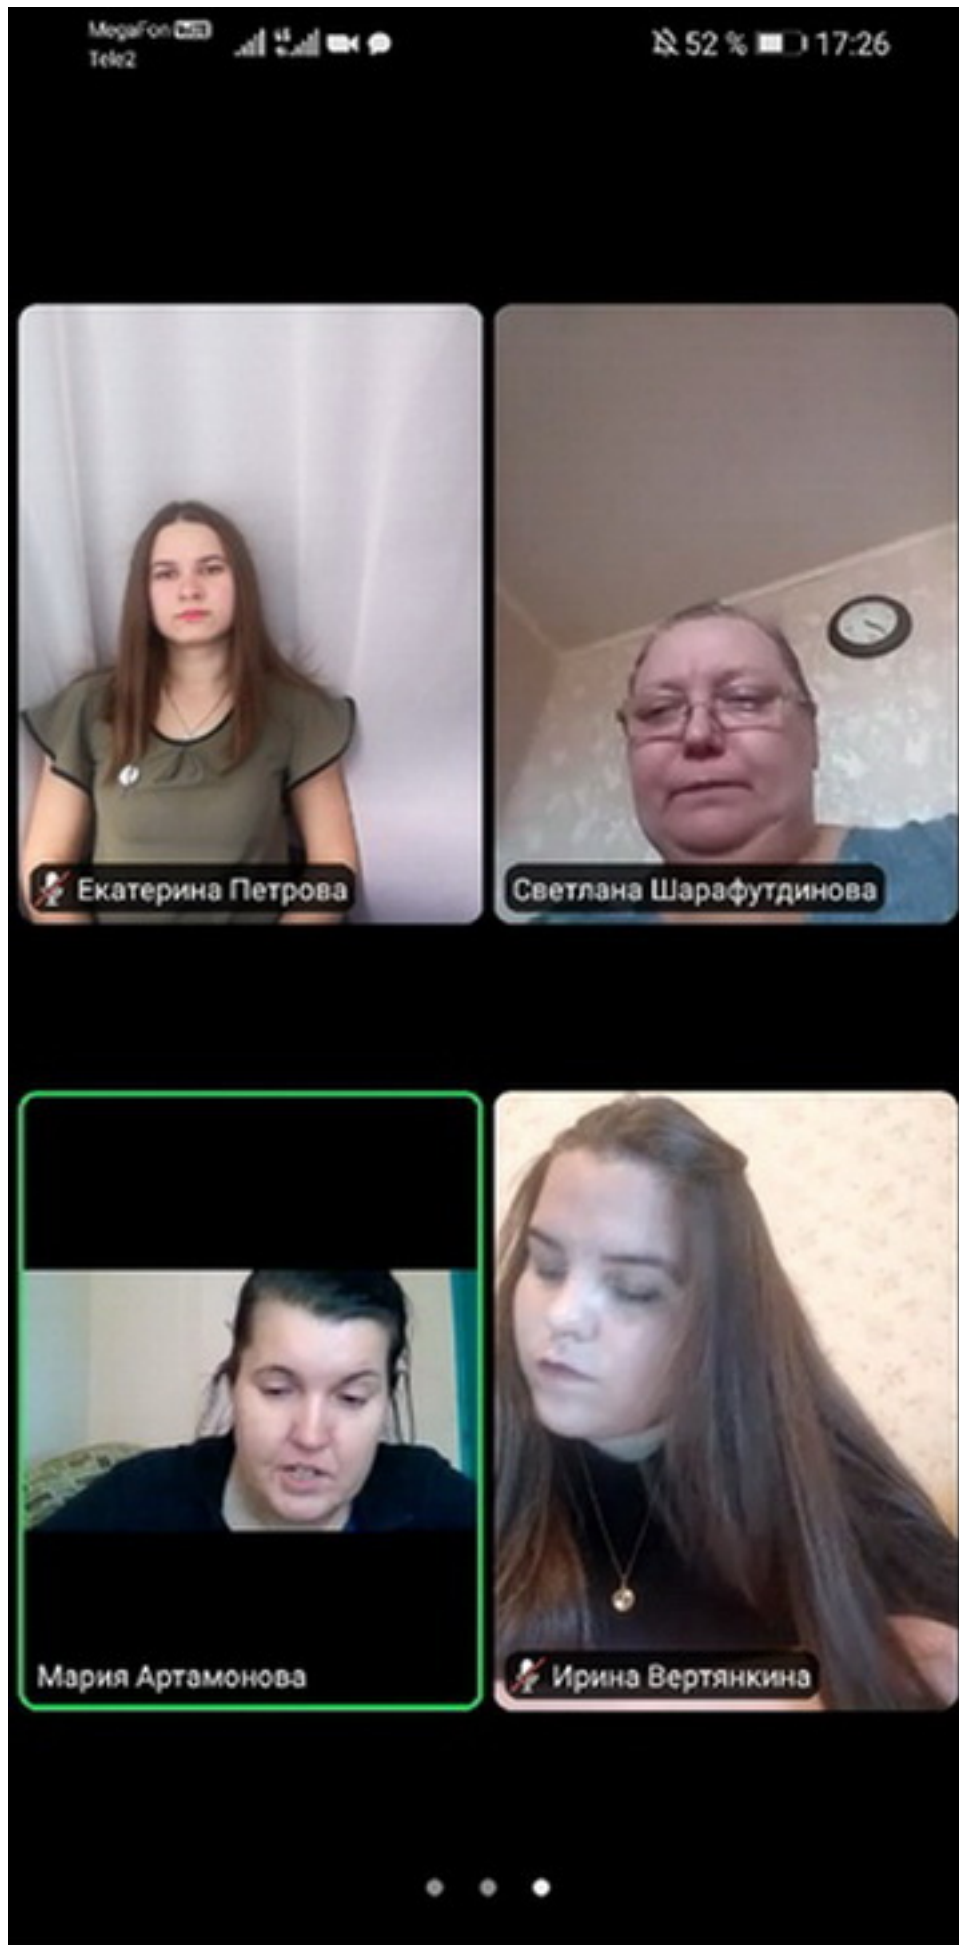 MegaFon
Tele2
52 % 17:26
Екатерина Петрова
Светлана Шарафутдинова
Мария Артамонова
Ирина Вертянкина